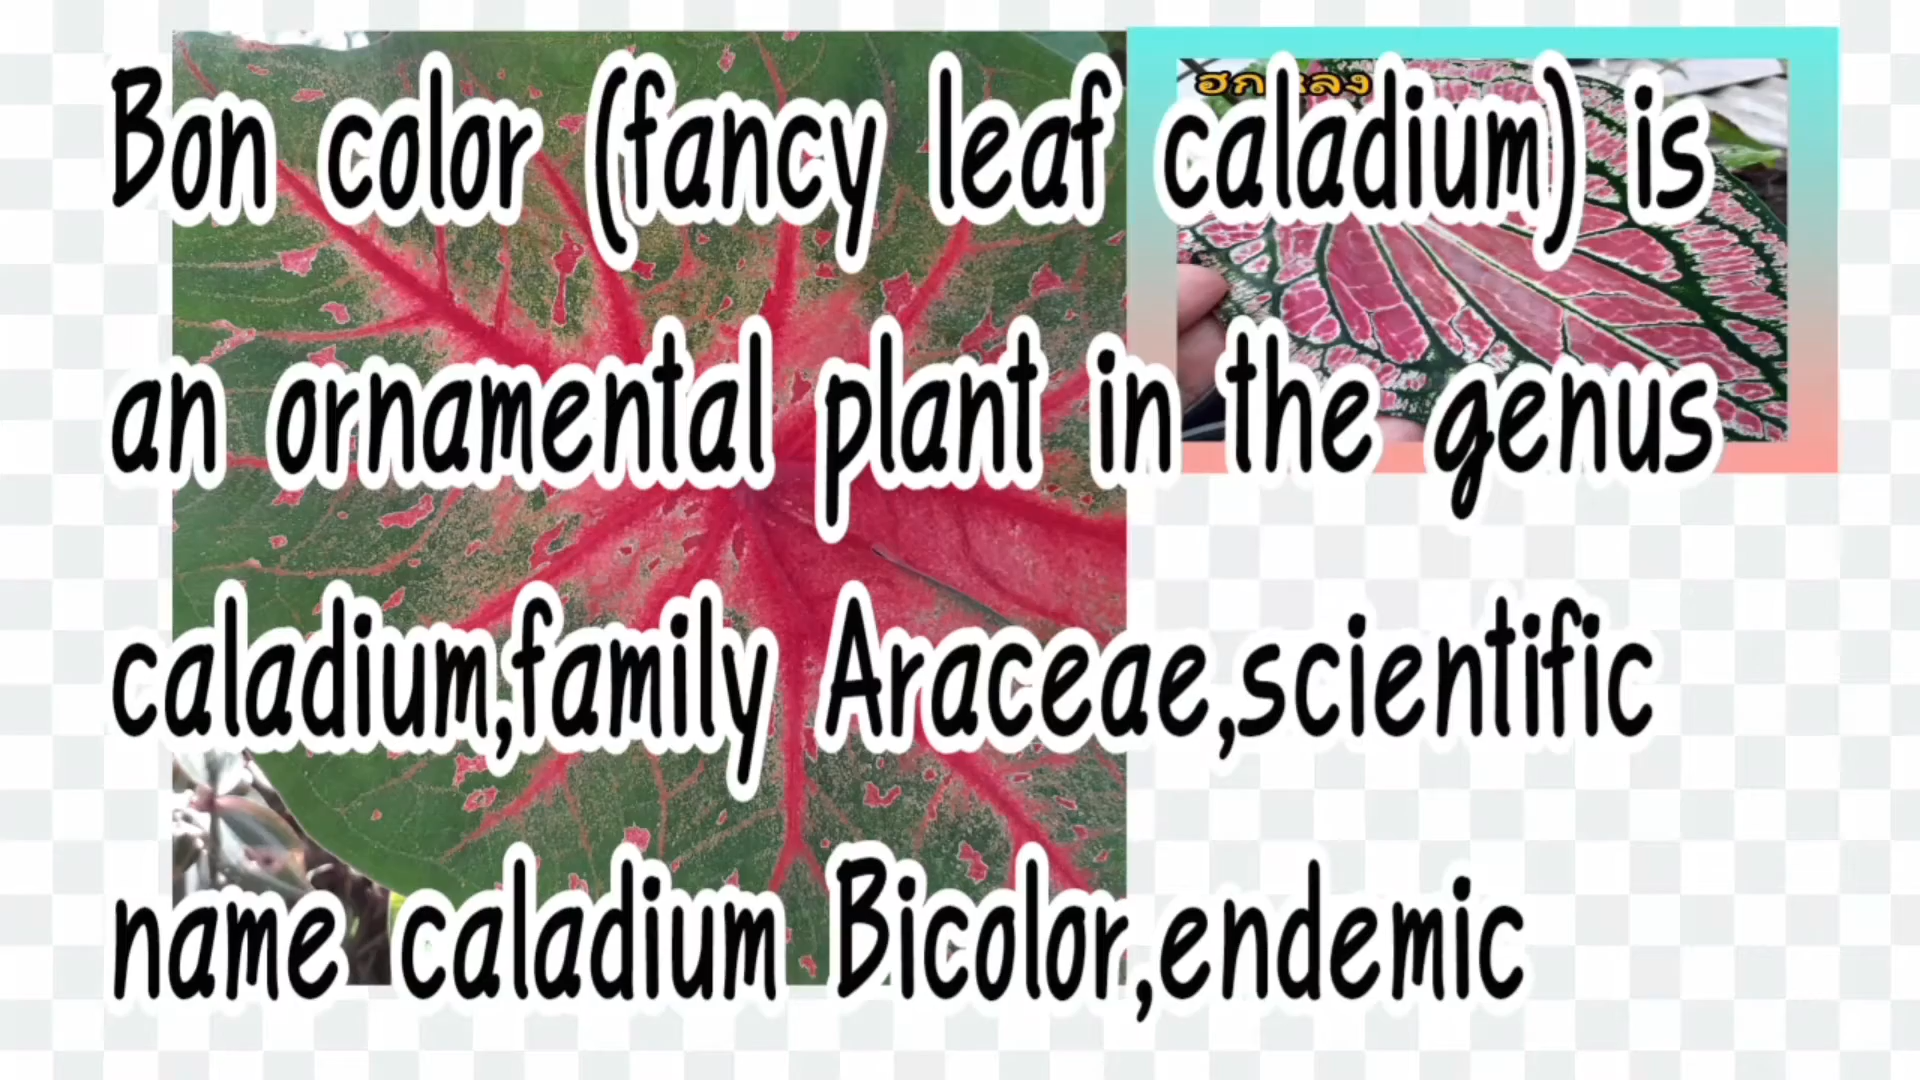 Bon color (fancy leaf caladium) is
an ornamental plant in the genus
caladium,family Araceae,scientific
name caladium Bicolor,endemic